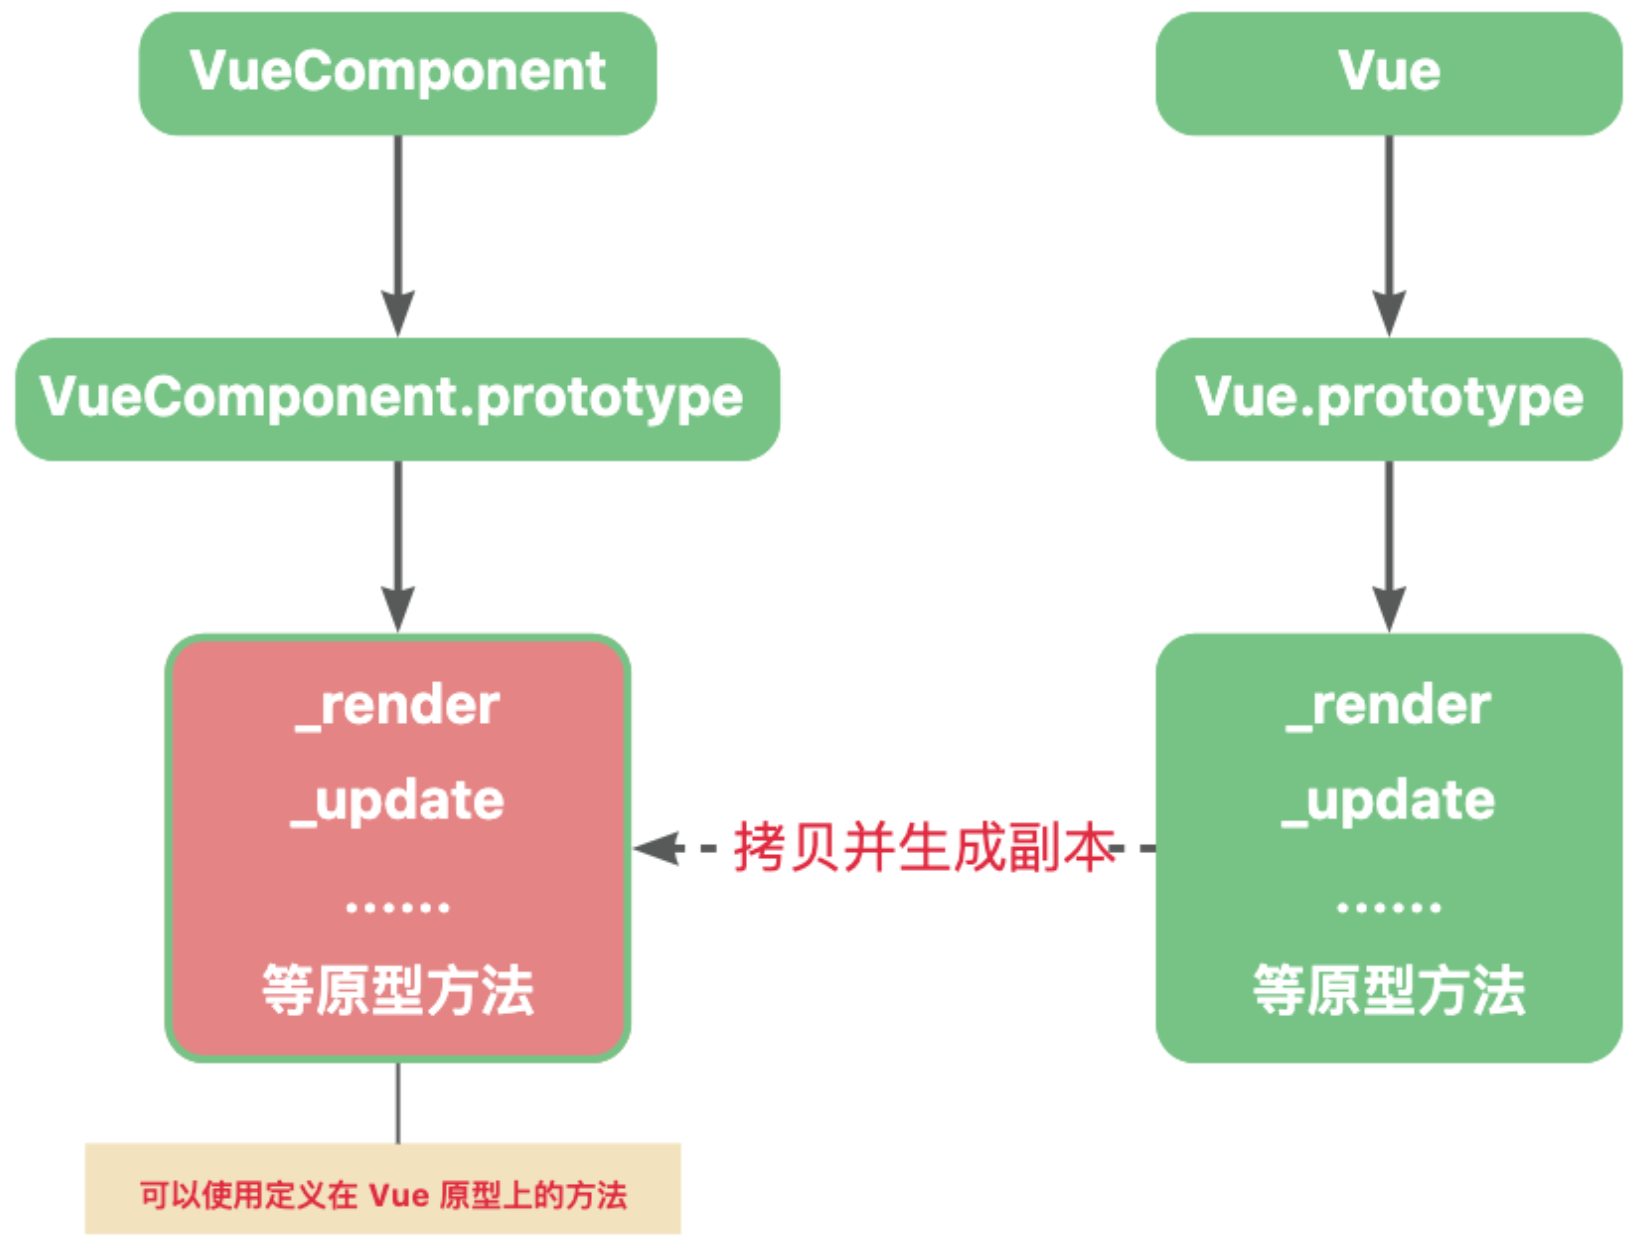 VueComponent
Vue
VueComponent.prototype
Vue.prototype
_render
_update
……
等原型方法
拷贝并生成副本
_render
_update
……
等原型方法
可以使用定义在 Vue 原型上的方法